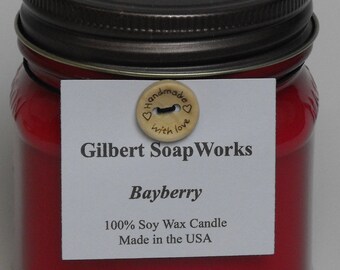 Handmade
with love
Gilbert SoapWorks
Bayberry
100% Soy Wax Candle
Made in the USA